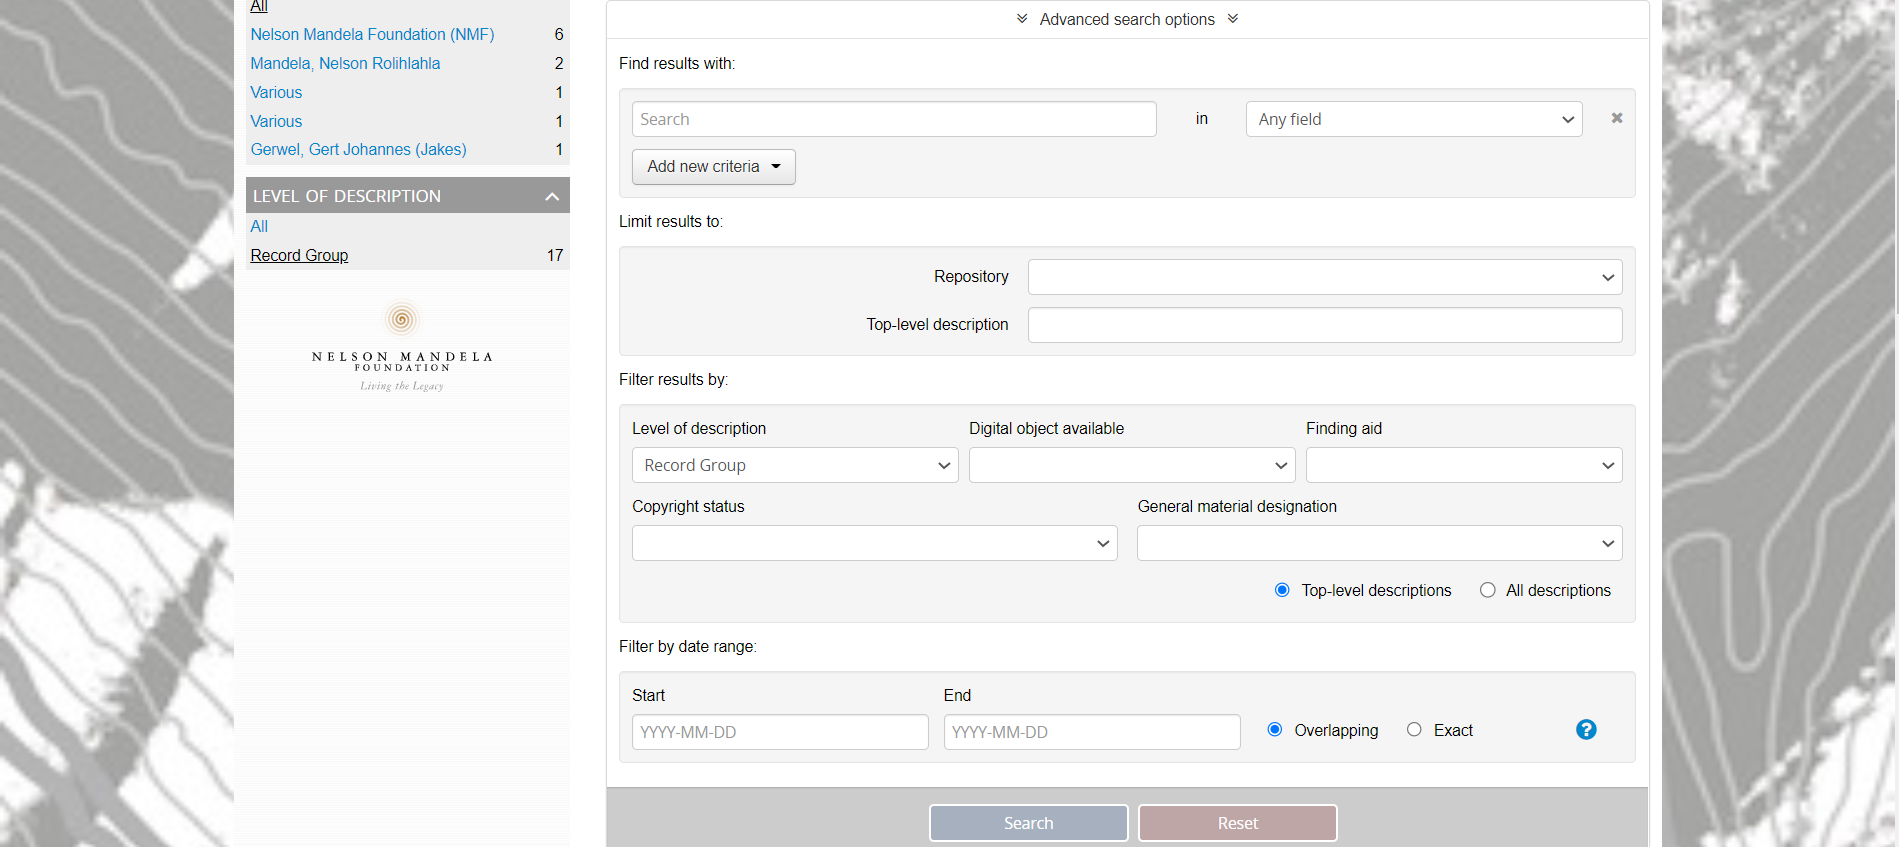 All
Nelson Mandela Foundation (NMF) 6
Mandela, Nelson Rolihlahla 2
Various 1
Various 1
Gerwel, Gert Johannes (Jakes) 1
LEVEL OF DESCRIPTION
All
Record Group 17
NELSON MANDELA
FOUNDATION
Living the Legacy
Advanced search options
Find results with:
Search in Any field
Add new criteria
Limit results to:
Repository
Top-level description
Filter results by:
Level of description Digital object available Finding aid
Record Group
Copyright status General material designation
Top-level descriptions All descriptions
Filter by date range:
Start End
YYYY-MM-DD YYYY-MM-DD Overlapping Exact ?
Search Reset